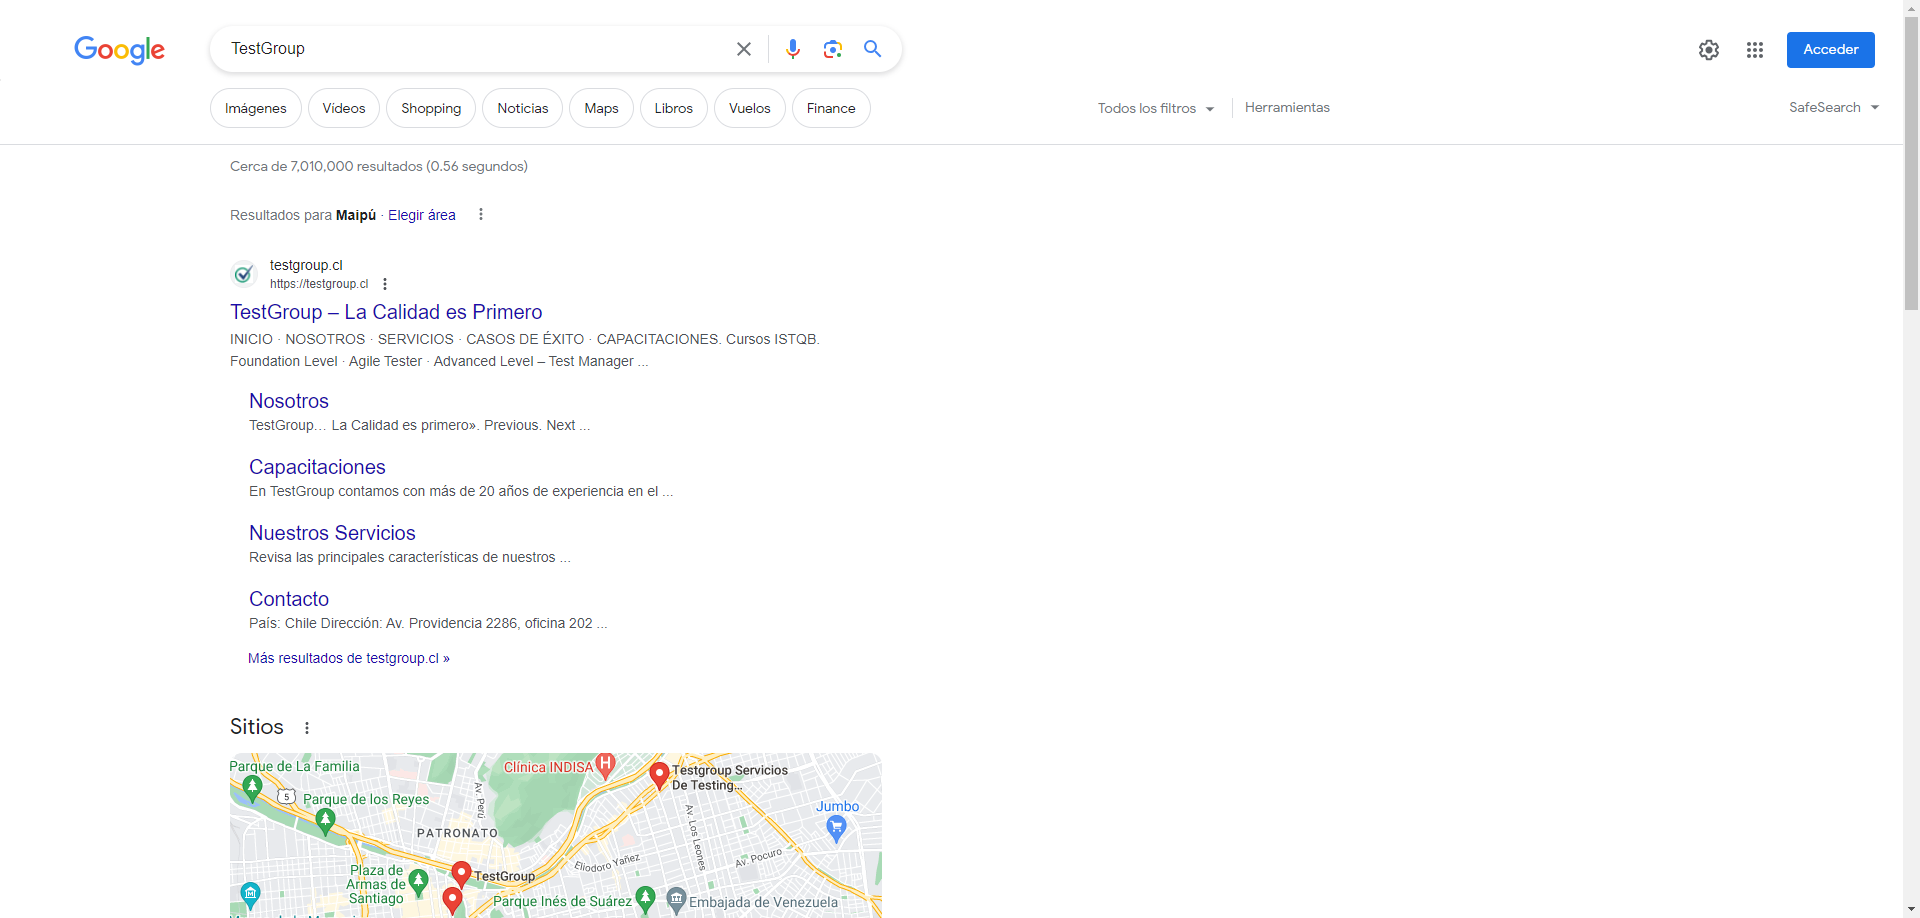 Google
TestGroup
Acceder
Imágenes
Vídeos
Shopping
Noticias
Maps
Libros
Vuelos
Finance
Todos los filtros
Herramientas
SafeSearch
Cerca de 7,010,000 resultados (0.56 segundos)
Resultados para Maipú · Elegir área
testgroup.cl
https://testgroup.cl
TestGroup – La Calidad es Primero
INICIO · NOSOTROS · SERVICIOS · CASOS DE ÉXITO · CAPACITACIONES. Cursos ISTQB.
Foundation Level · Agile Tester · Advanced Level – Test Manager ...
Nosotros
TestGroup… La Calidad es primero». Previous. Next ...
Capacitaciones
En TestGroup contamos con más de 20 años de experiencia en el ...
Nuestros Servicios
Revisa las principales características de nuestros ...
Contacto
País: Chile Dirección: Av. Providencia 2286, oficina 202 ...
Más resultados de testgroup.cl »
Sitios
Parque de La Familia
Clínica INDISA
H
Testgroup Servicios
De Testing...
5
Parque de los Reyes
Av. Perú
Jumbo
PATRONATO
Av. Los Leones
Eliodoro Yañez
Av. Pocuro
Plaza de
Armas de
Santiago
TestGroup
Parque Inés de Suárez
Embajada de Venezuela